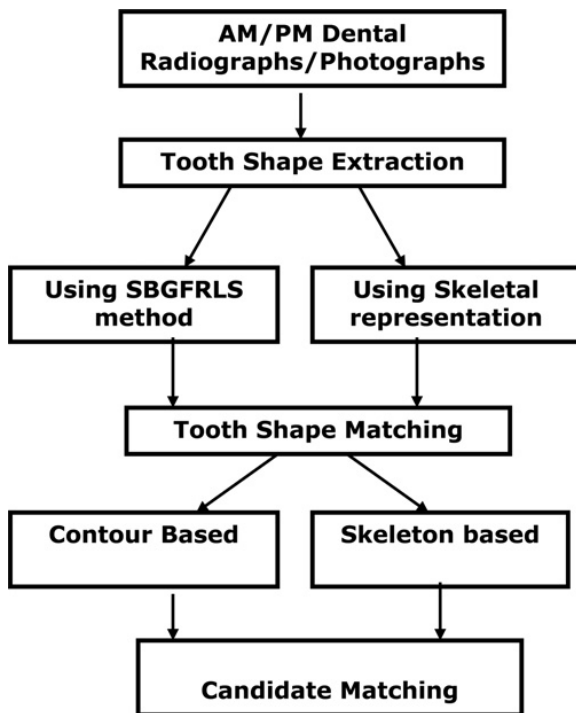 AM/PM Dental
Radiographs/Photographs
Tooth Shape Extraction
Using SBGFRLS
method
Using Skeletal
representation
Tooth Shape Matching
Contour Based
Skeleton based
Candidate Matching